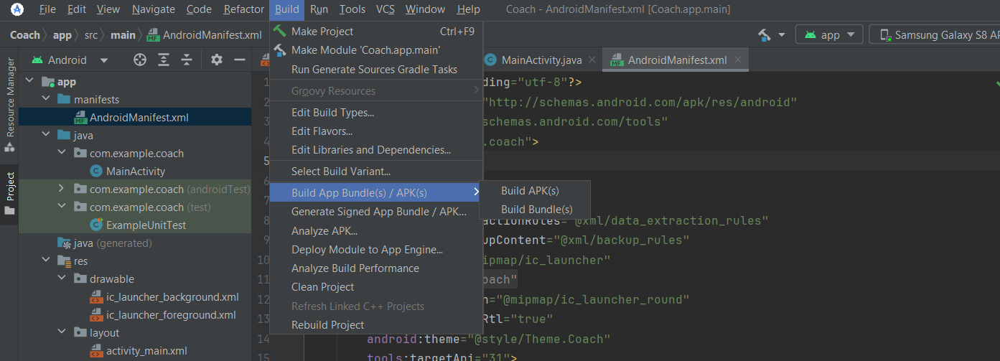 File Edit View Navigate Code Refactor Build Run Tools VCS Window Help Coach - AndroidManifest.xml [Coach.app.main]
Coach app src main AndroidManifest.xml
app Samsung Galaxy S8 AP
Resource Manager
Project
Android
app
manifests
AndroidManifest.xml
java
com.example.coach
MainActivity
com.example.coach (androidTest)
com.example.coach (test)
ExampleUnitTest
java (generated)
res
drawable
ic_launcher_background.xml
ic_launcher_foreground.xml
layout
activity_main.xml
Make Project Ctrl+F9
Make Module 'Coach.app.main'
Run Generate Sources Gradle Tasks
Groovy Resources
Edit Build Types...
Edit Flavors...
Edit Libraries and Dependencies...
Select Build Variant...
Build App Bundle(s) / APK(s)
Generate Signed App Bundle / APK...
Analyze APK...
Deploy Module to App Engine...
Analyze Build Performance
Clean Project
Refresh Linked C++ Projects
Rebuild Project
Build APK(s)
Build Bundle(s)
MainActivity.java AndroidManifest.xml
ding="utf-8"?>
"http://schemas.android.com/apk/res/android"
schemas.android.com/tools"
.coach">
5
actionRules="@xml/data_extraction_rules"
upContent="@xml/backup_rules"
ipmap/ic_launcher"
oach"
n="@mipmap/ic_launcher_round"
Rtl="true"
android:theme="@style/Theme.Coach"
tools:targetApi="31">